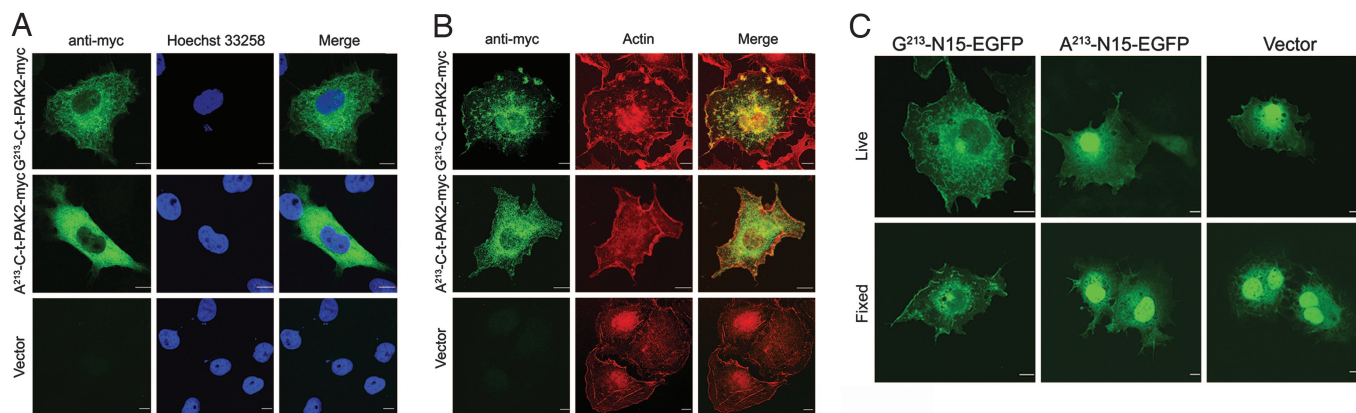 A
anti-myc Hoechst 33258 Merge
G²¹³-C-t-PAK2-myc
A²¹³-C-t-PAK2-myc
Vector
B
anti-myc Actin Merge
G²¹³-C-t-PAK2-myc
A²¹³-C-t-PAK2-myc
Vector
C
G²¹³-N15-EGFP A²¹³-N15-EGFP Vector
Live
Fixed